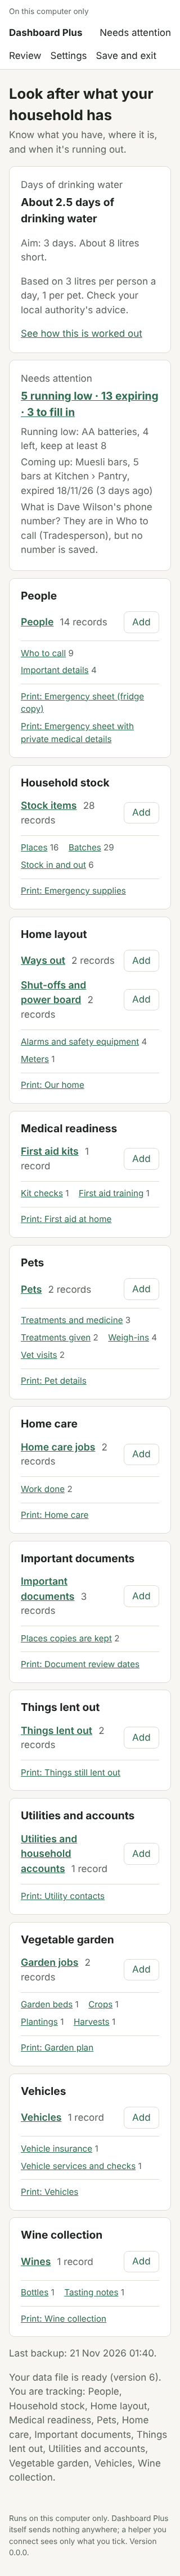 On this computer only
Dashboard Plus Needs attention
Review Settings Save and exit
Look after what your
household has
Know what you have, where it is,
and when it's running out.
Days of drinking water
About 2.5 days of
drinking water
Aim: 3 days. About 8 litres
short.
Based on 3 litres per person a
day, 1 per pet. Check your
local authority's advice.
See how this is worked out
Needs attention
5 running low · 13 expiring
· 3 to fill in
Running low: AA batteries, 4
left, keep at least 8
Coming up: Muesli bars, 5
bars at Kitchen › Pantry,
expired 18/11/26 (3 days ago)
What is Dave Wilson's phone
number? They are in Who to
call (Tradesperson), but no
number is saved.
People
People 14 records Add
Who to call 9
Important details 4
Print: Emergency sheet (fridge
copy)
Print: Emergency sheet with
private medical details
Household stock
Stock items 28
records Add
Places 16 Batches 29
Stock in and out 6
Print: Emergency supplies
Home layout
Ways out 2 records Add
Shut-offs and
power board 2
records Add
Alarms and safety equipment 4
Meters 1
Print: Our home
Medical readiness
First aid kits 1
record Add
Kit checks 1 First aid training 1
Print: First aid at home
Pets
Pets 2 records Add
Treatments and medicine 3
Treatments given 2 Weigh-ins 4
Vet visits 2
Print: Pet details
Home care
Home care jobs 2
records Add
Work done 2
Print: Home care
Important documents
Important
documents 3
records Add
Places copies are kept 2
Print: Document review dates
Things lent out
Things lent out 2
records Add
Print: Things still lent out
Utilities and accounts
Utilities and
household
accounts 1 record Add
Print: Utility contacts
Vegetable garden
Garden jobs 2
records Add
Garden beds 1 Crops 1
Plantings 1 Harvests 1
Print: Garden plan
Vehicles
Vehicles 1 record Add
Vehicle insurance 1
Vehicle services and checks 1
Print: Vehicles
Wine collection
Wines 1 record Add
Bottles 1 Tasting notes 1
Print: Wine collection
Last backup: 21 Nov 2026 01:40.
Your data file is ready (version 6).
You are tracking: People,
Household stock, Home layout,
Medical readiness, Pets, Home
care, Important documents, Things
lent out, Utilities and accounts,
Vegetable garden, Vehicles, Wine
collection.
Runs on this computer only. Dashboard Plus
itself sends nothing anywhere; a helper you
connect sees only what you tick. Version
0.0.0.